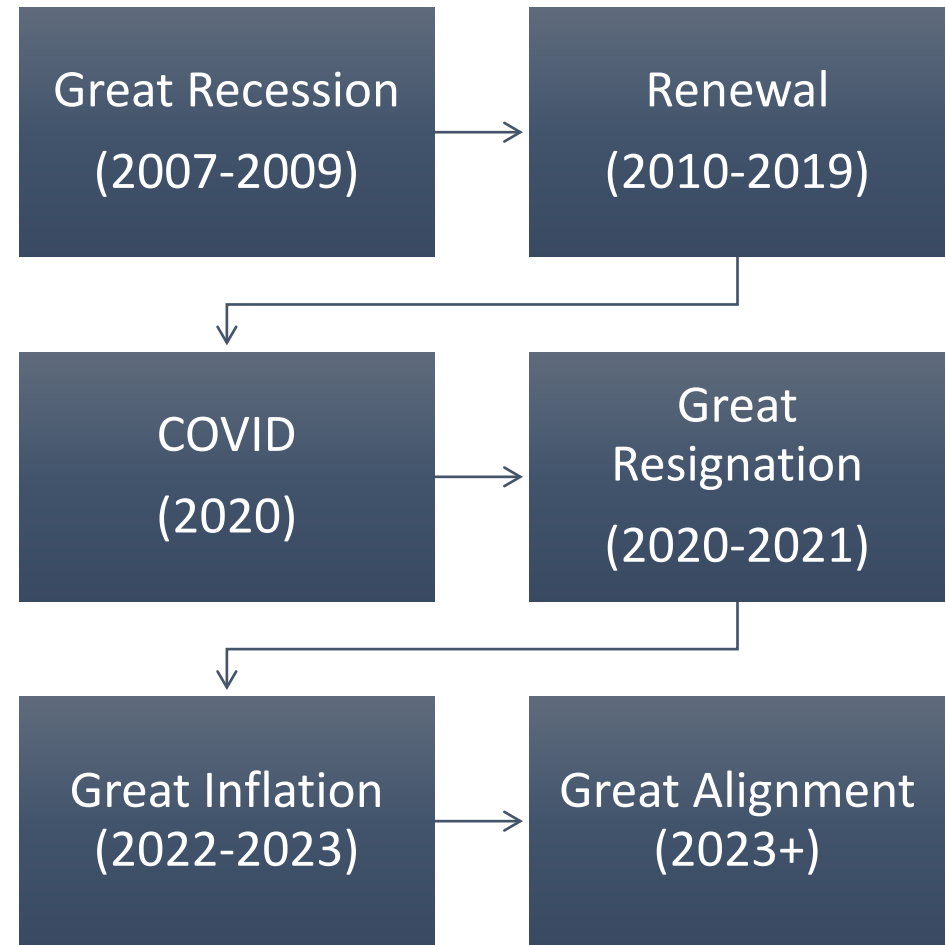 Great Recession
(2007-2009)
Renewal
(2010-2019)
COVID
(2020)
Great
Resignation
(2020-2021)
Great Inflation
(2022-2023)
Great Alignment
(2023+)